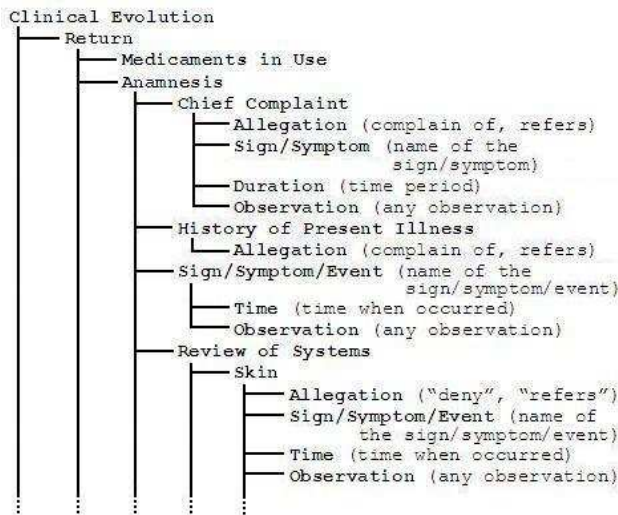 Clinical Evolution
Return
Medicaments in Use
Anamnesis
Chief Complaint
Allegation (complain of, refers)
Sign/Symptom (name of the
sign/symptom)
Duration (time period)
Observation (any observation)
History of Present Illness
Allegation (complain of, refers)
Sign/Symptom/Event (name of the
sign/symptom/event)
Time (time when occurred)
Observation (any observation)
Review of Systems
Skin
Allegation (“deny”, “refers”)
Sign/Symptom/Event (name of
the sign/symptom/event)
Time (time when occurred)
Observation (any observation)